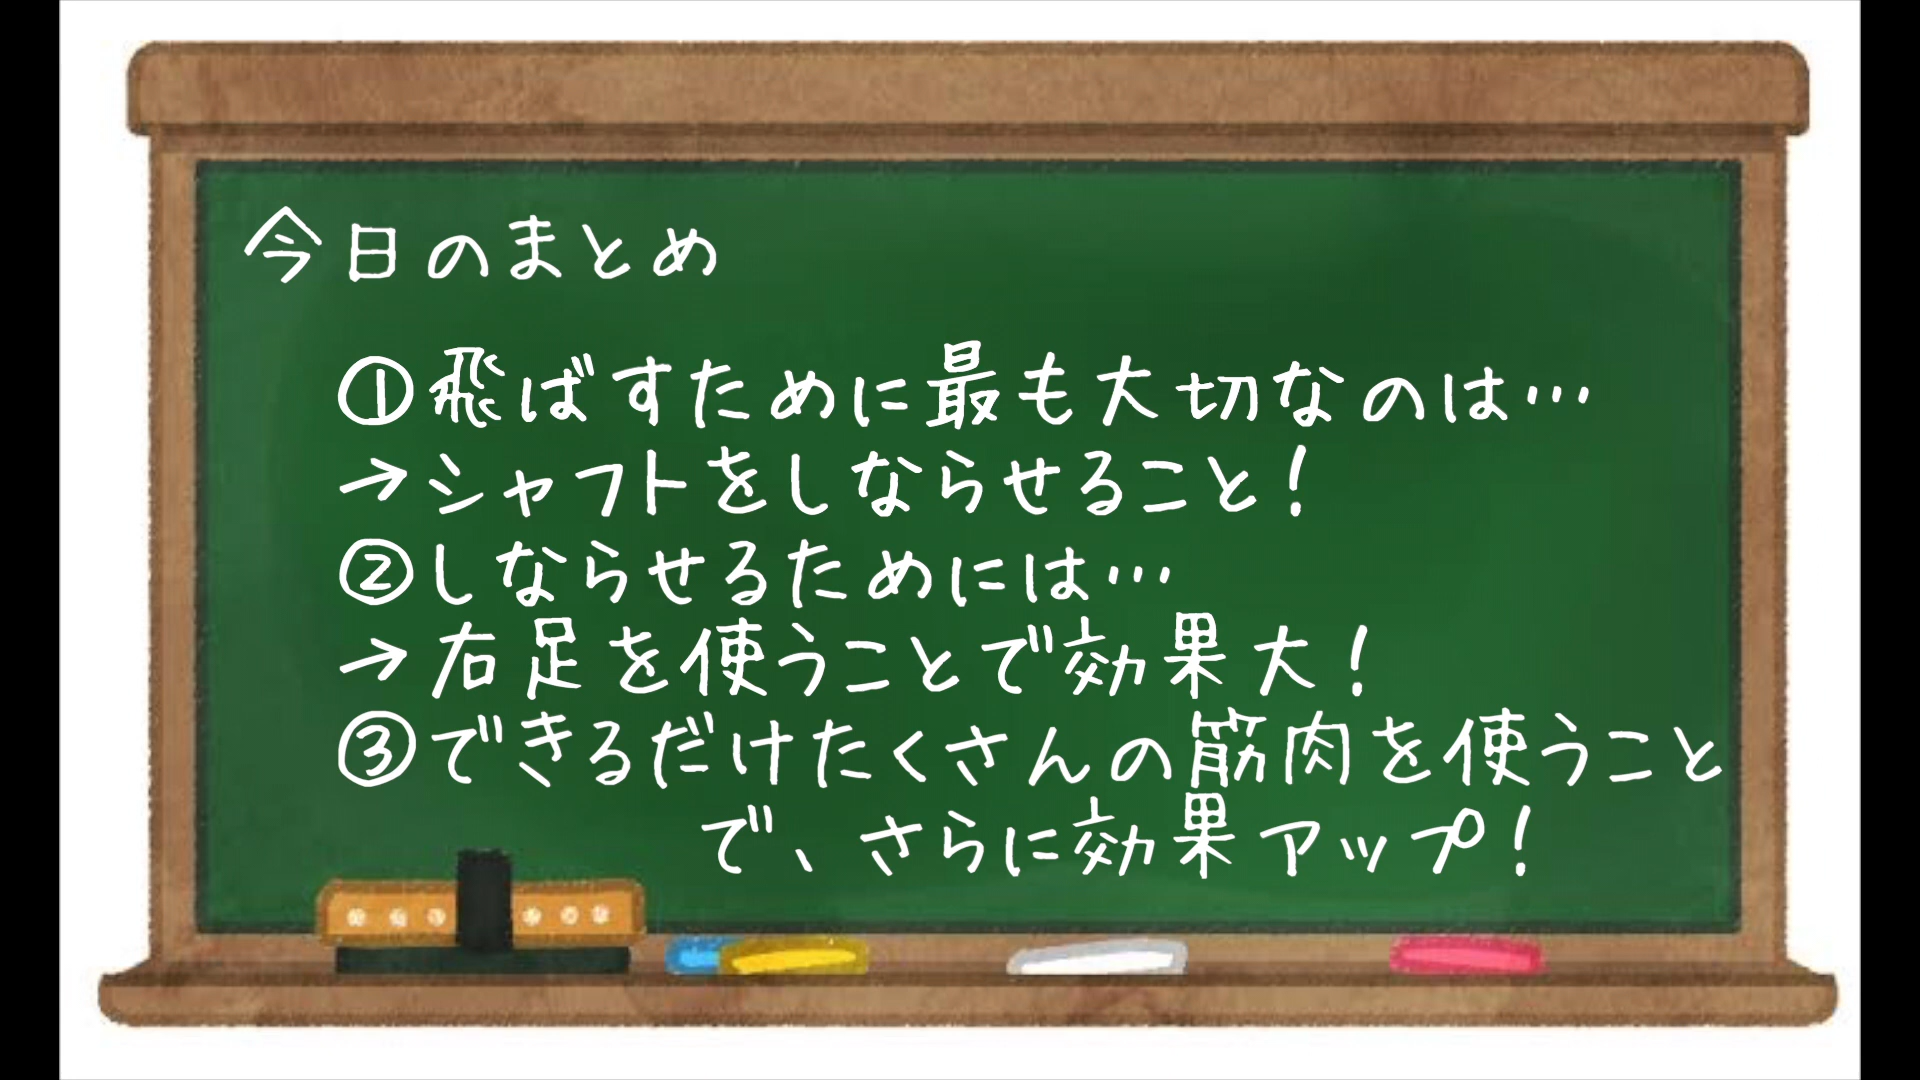 今日のまとめ
①飛ばすために最も大切なのは…
→シャフトをしならせること！
②しならせるためには…
→右足を使うことで効果大！
③できるだけたくさんの筋肉を使うこと
で、さらに効果アップ！